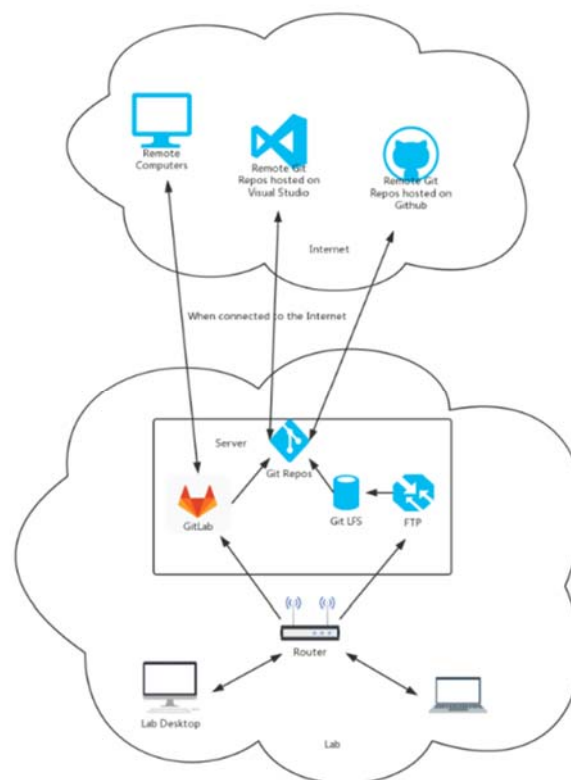 Remote
Computers
Remote Git
Repos hosted on
Visual Studio
Remote Git
Repos hosted on
Github
Internet
When connected to the Internet
Server
Git Repos
GitLab
Git LFS
FTP
Router
Lab Desktop
Lab